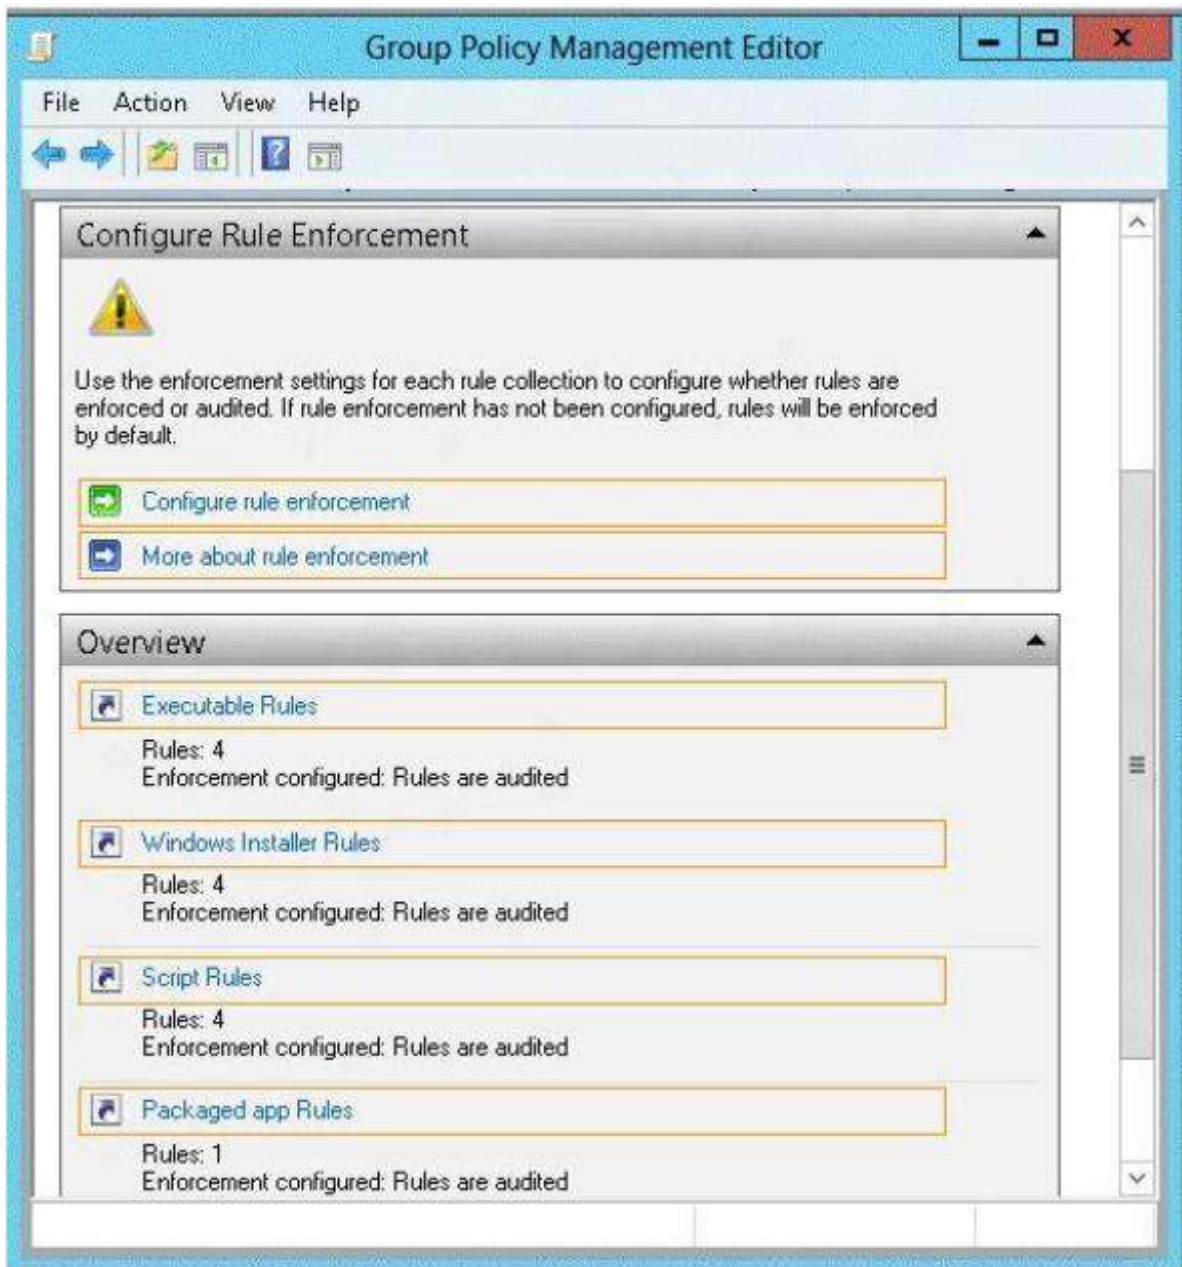 Group Policy Management Editor
File Action View Help
Configure Rule Enforcement
Use the enforcement settings for each rule collection to configure whether rules are
enforced or audited. If rule enforcement has not been configured, rules will be enforced
by default.
Configure rule enforcement
More about rule enforcement
Overview
Executable Rules
Rules: 4
Enforcement configured: Rules are audited
Windows Installer Rules
Rules: 4
Enforcement configured: Rules are audited
Script Rules
Rules: 4
Enforcement configured: Rules are audited
Packaged app Rules
Rules: 1
Enforcement configured: Rules are audited